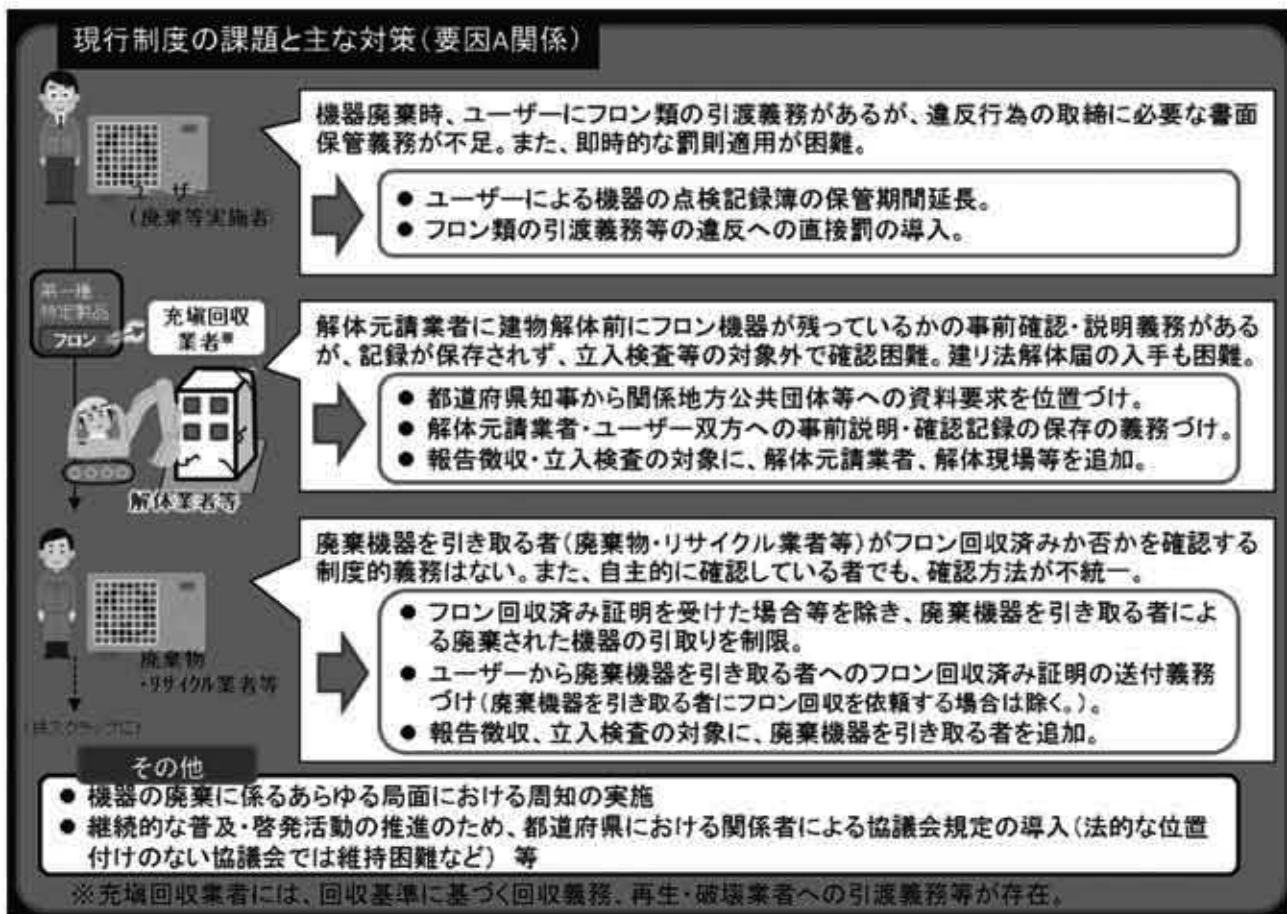 現行制度の課題と主な対策(要因A関係)
機器廃棄時、ユーザーにフロン類の引渡義務があるが、違反行為の取締に必要な書面
保管義務が不足。また、即時的な罰則適用が困難。
● ユーザーによる機器の点検記録簿の保管期間延長。
● フロン類の引渡義務等の違反への直接罰の導入。
ユーザー
(廃棄等実施者)
第一種
特定製品
フロン
充塡回収
業者※
解体元請業者に建物解体前にフロン機器が残っているかの事前確認・説明義務がある
が、記録が保存されず、立入検査等の対象外で確認困難。建リ法解体届の入手も困難。
● 都道府県知事から関係地方公共団体等への資料要求を位置づけ。
● 解体元請業者・ユーザー双方への事前説明・確認記録の保存の義務づけ。
● 報告徴収・立入検査の対象に、解体元請業者、解体現場等を追加。
解体業者等
廃棄機器を引き取る者(廃棄物・リサイクル業者等)がフロン回収済みか否かを確認する
制度的義務はない。また、自主的に確認している者でも、確認方法が不統一。
● フロン回収済み証明を受けた場合等を除き、廃棄機器を引き取る者によ
る廃棄された機器の引取りを制限。
● ユーザーから廃棄機器を引き取る者へのフロン回収済み証明の送付義務
づけ(廃棄機器を引き取る者にフロン回収を依頼する場合は除く。)。
● 報告徴収、立入検査の対象に、廃棄機器を引き取る者を追加。
廃棄物
・リサイクル業者等
その他
● 機器の廃棄に係るあらゆる局面における周知の実施
● 継続的な普及・啓発活動の推進のため、都道府県における関係者による協議会規定の導入(法的な位置
付けのない協議会では維持困難など) 等
※充塡回収業者には、回収基準に基づく回収義務、再生・破壊業者への引渡義務等が存在。